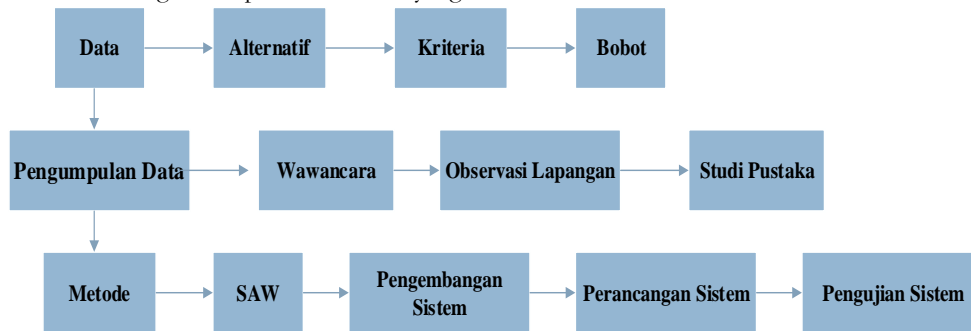 Data
Alternatif
Kriteria
Bobot
Pengumpulan Data
Wawancara
Observasi Lapangan
Studi Pustaka
Metode
SAW
Pengembangan
Sistem
Perancangan Sistem
Pengujian Sistem